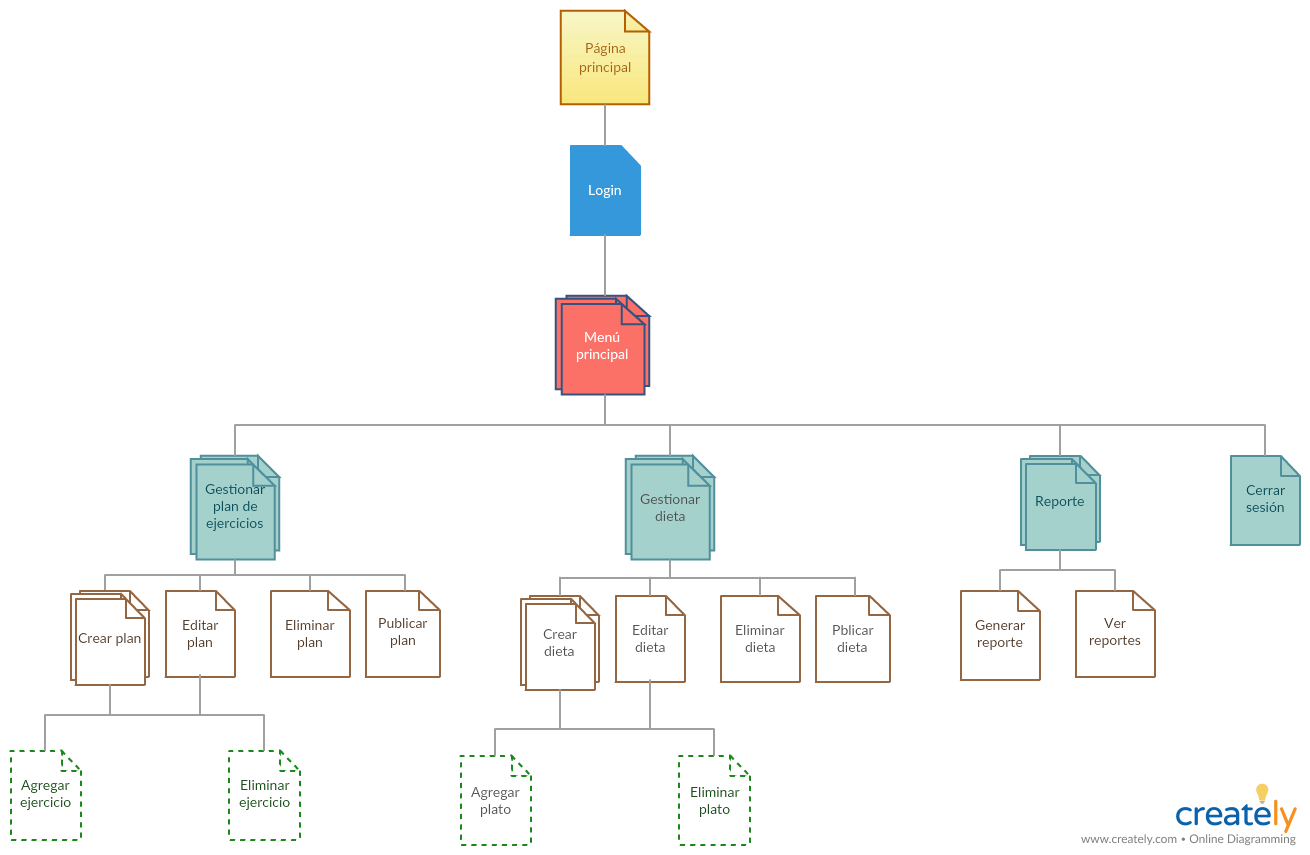 Página
principal
Login
Menú
principal
Gestionar
plan de
ejercicios
Gestionar
dieta
Reporte
Cerrar
sesión
Crear plan
Editar
plan
Eliminar
plan
Publicar
plan
Crear
dieta
Editar
dieta
Eliminar
dieta
Pblicar
dieta
Generar
reporte
Ver
reportes
Agregar
ejercicio
Eliminar
ejercicio
Agregar
plato
Eliminar
plato
creately
www.creately.com • Online Diagramming